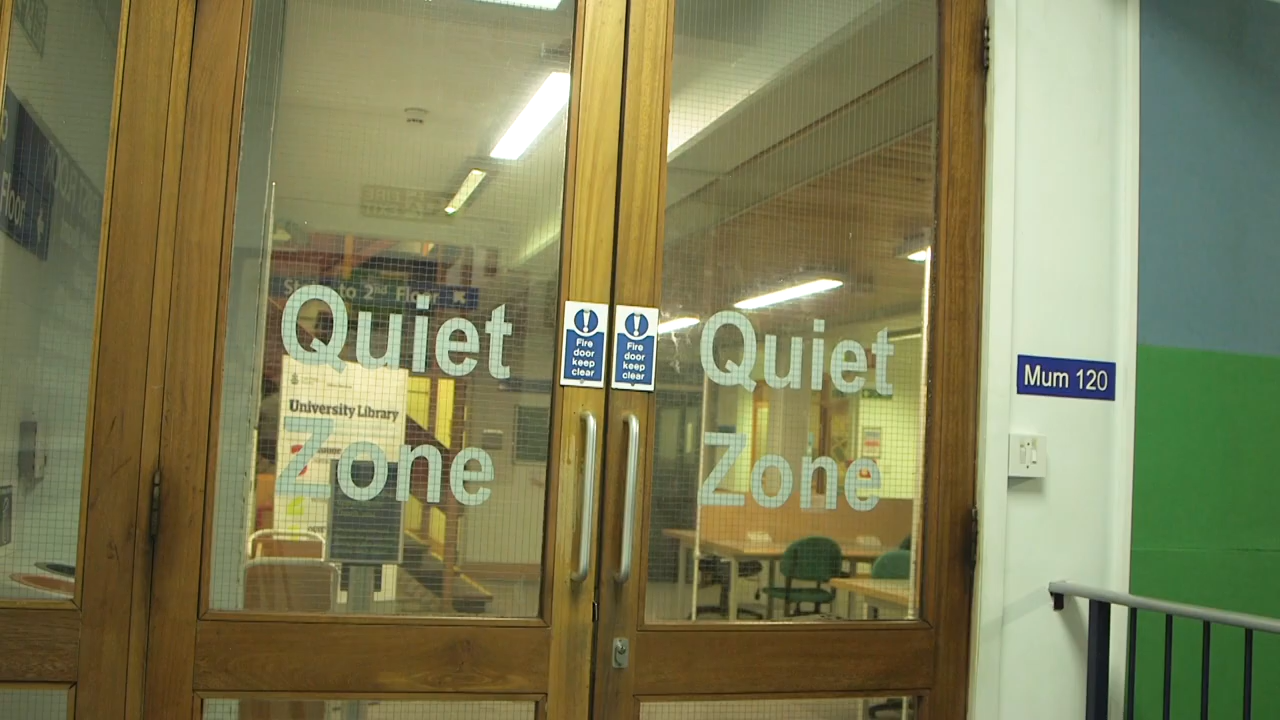 Floor
Stairs to 2nd Floor
Quiet
Zone
University Library
Fire
door
keep
clear
Fire
door
keep
clear
Quiet
Zone
Mum 120